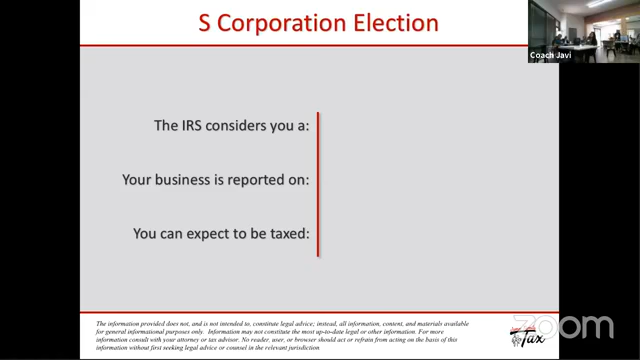 S Corporation Election
Coach Javi
The IRS considers you a:
Your business is reported on:
You can expect to be taxed:
The information provided does not, and is not intended to, constitute legal advice; instead, all information, content, and materials available
for general informational purposes only. Information may not constitute the most up-to-date legal or other information. For more
information consult with your attorney or tax advisor. No reader, user, or browser should act or refrain from acting on the basis of this
information without first seeking legal advice or counsel in the relevant jurisdiction
Tax
zoom